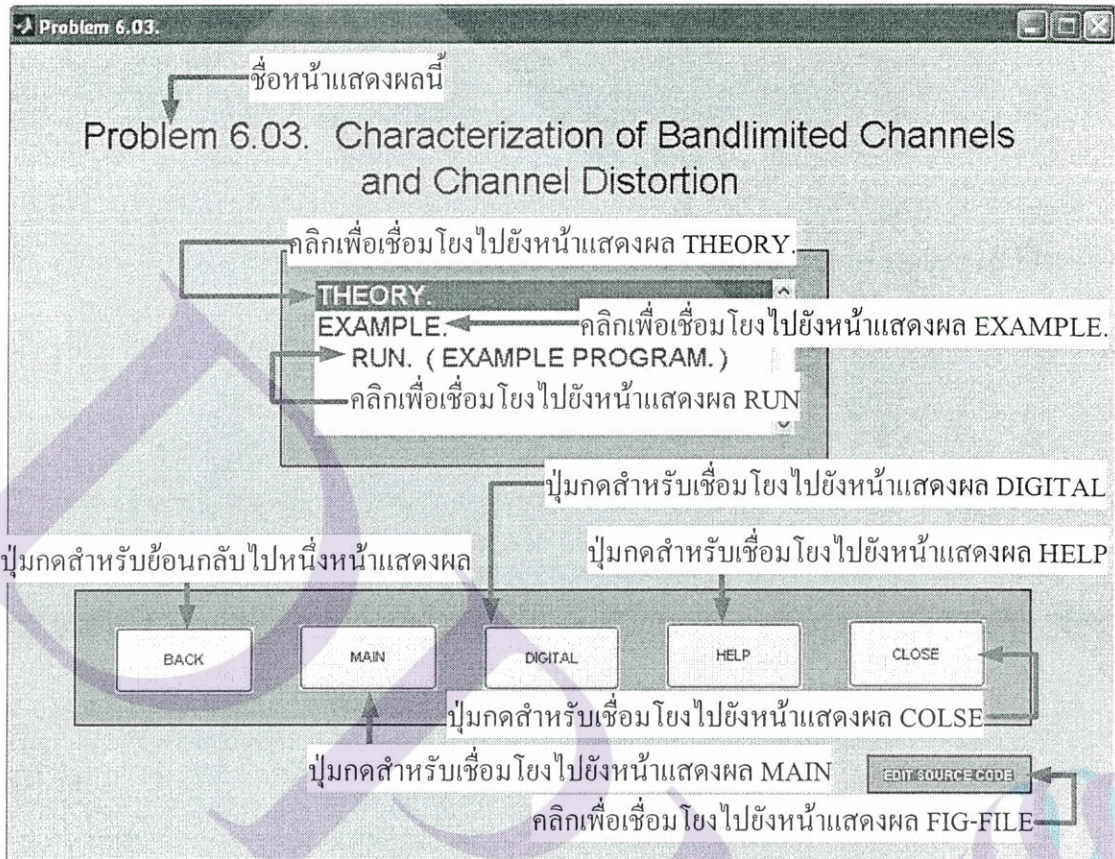 Problem 6.03.
ชื่อหน้าแสดงผลนี้
Problem 6.03. Characterization of Bandlimited Channels
and Channel Distortion
คลิกเพื่อเชื่อมโยงไปยังหน้าแสดงผล THEORY.
THEORY.
EXAMPLE.
คลิกเพื่อเชื่อมโยงไปยังหน้าแสดงผล EXAMPLE.
RUN. ( EXAMPLE PROGRAM. )
คลิกเพื่อเชื่อมโยงไปยังหน้าแสดงผล RUN
ปุ่มกดสำหรับเชื่อมโยงไปยังหน้าแสดงผล DIGITAL
ปุ่มกดสำหรับย้อนกลับไปหนึ่งหน้าแสดงผล
ปุ่มกดสำหรับเชื่อมโยงไปยังหน้าแสดงผล HELP
BACK
MAIN
DIGITAL
HELP
CLOSE
ปุ่มกดสำหรับเชื่อมโยงไปยังหน้าแสดงผล COLSE
ปุ่มกดสำหรับเชื่อมโยงไปยังหน้าแสดงผล MAIN
EDIT SOURCE CODE
คลิกเพื่อเชื่อมโยงไปยังหน้าแสดงผล FIG-FILE